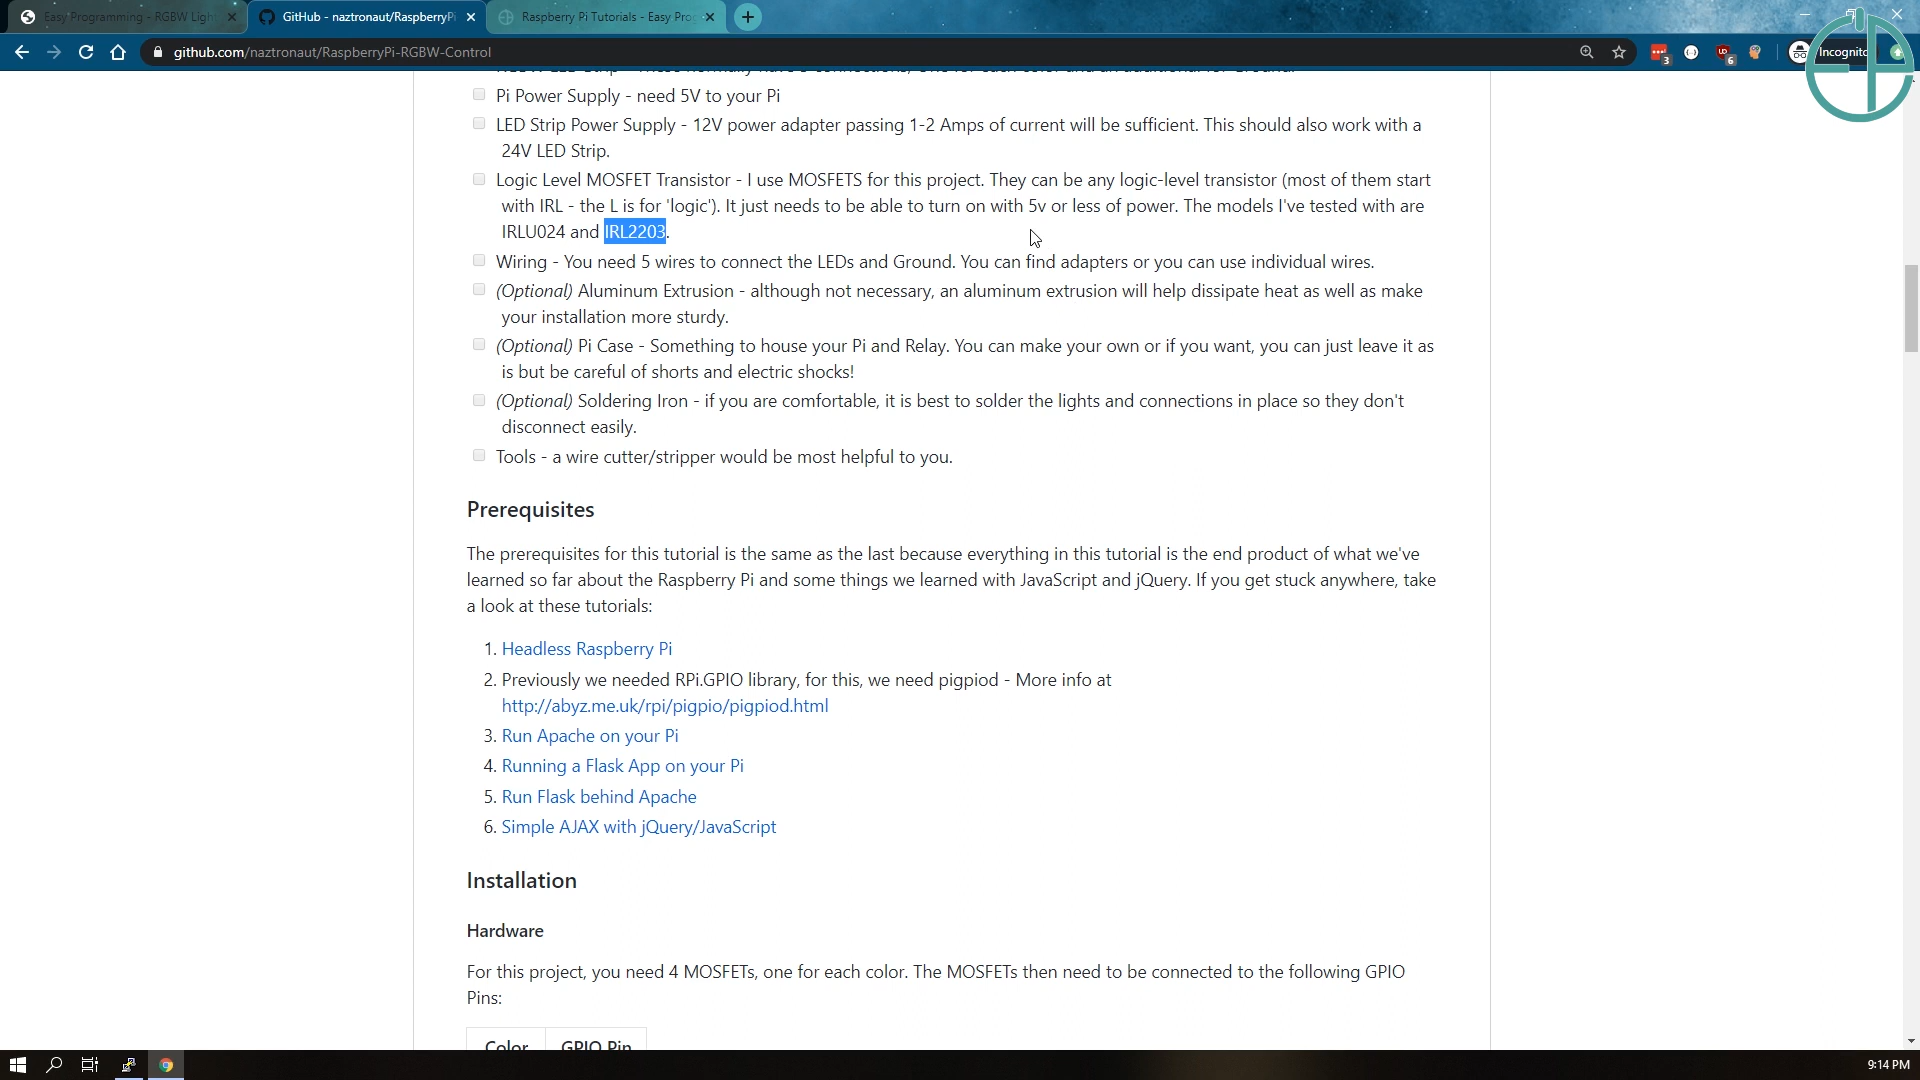 Easy Programming - RGBW Ligh
GitHub - naztronaut/RaspberryPi
Raspberry Pi Tutorials - Easy Prog
github.com/naztronaut/RaspberryPi-RGBW-Control
3
6
Incognito
Pi Power Supply - need 5V to your Pi
LED Strip Power Supply - 12V power adapter passing 1-2 Amps of current will be sufficient. This should also work with a
24V LED Strip.
Logic Level MOSFET Transistor - I use MOSFETS for this project. They can be any logic-level transistor (most of them start
with IRL - the L is for 'logic'). It just needs to be able to turn on with 5v or less of power. The models I've tested with are
IRLU024 and IRL2203.
Wiring - You need 5 wires to connect the LEDs and Ground. You can find adapters or you can use individual wires.
(Optional) Aluminum Extrusion - although not necessary, an aluminum extrusion will help dissipate heat as well as make
your installation more sturdy.
(Optional) Pi Case - Something to house your Pi and Relay. You can make your own or if you want, you can just leave it as
is but be careful of shorts and electric shocks!
(Optional) Soldering Iron - if you are comfortable, it is best to solder the lights and connections in place so they don't
disconnect easily.
Tools - a wire cutter/stripper would be most helpful to you.
Prerequisites
The prerequisites for this tutorial is the same as the last because everything in this tutorial is the end product of what we've
learned so far about the Raspberry Pi and some things we learned with JavaScript and jQuery. If you get stuck anywhere, take
a look at these tutorials:
1. Headless Raspberry Pi
2. Previously we needed RPi.GPIO library, for this, we need pigpiod - More info at
http://abyz.me.uk/rpi/pigpio/pigpiod.html
3. Run Apache on your Pi
4. Running a Flask App on your Pi
5. Run Flask behind Apache
6. Simple AJAX with jQuery/JavaScript
Installation
Hardware
For this project, you need 4 MOSFETs, one for each color. The MOSFETs then need to be connected to the following GPIO
Pins:
Color GPIO Pin
9:14 PM